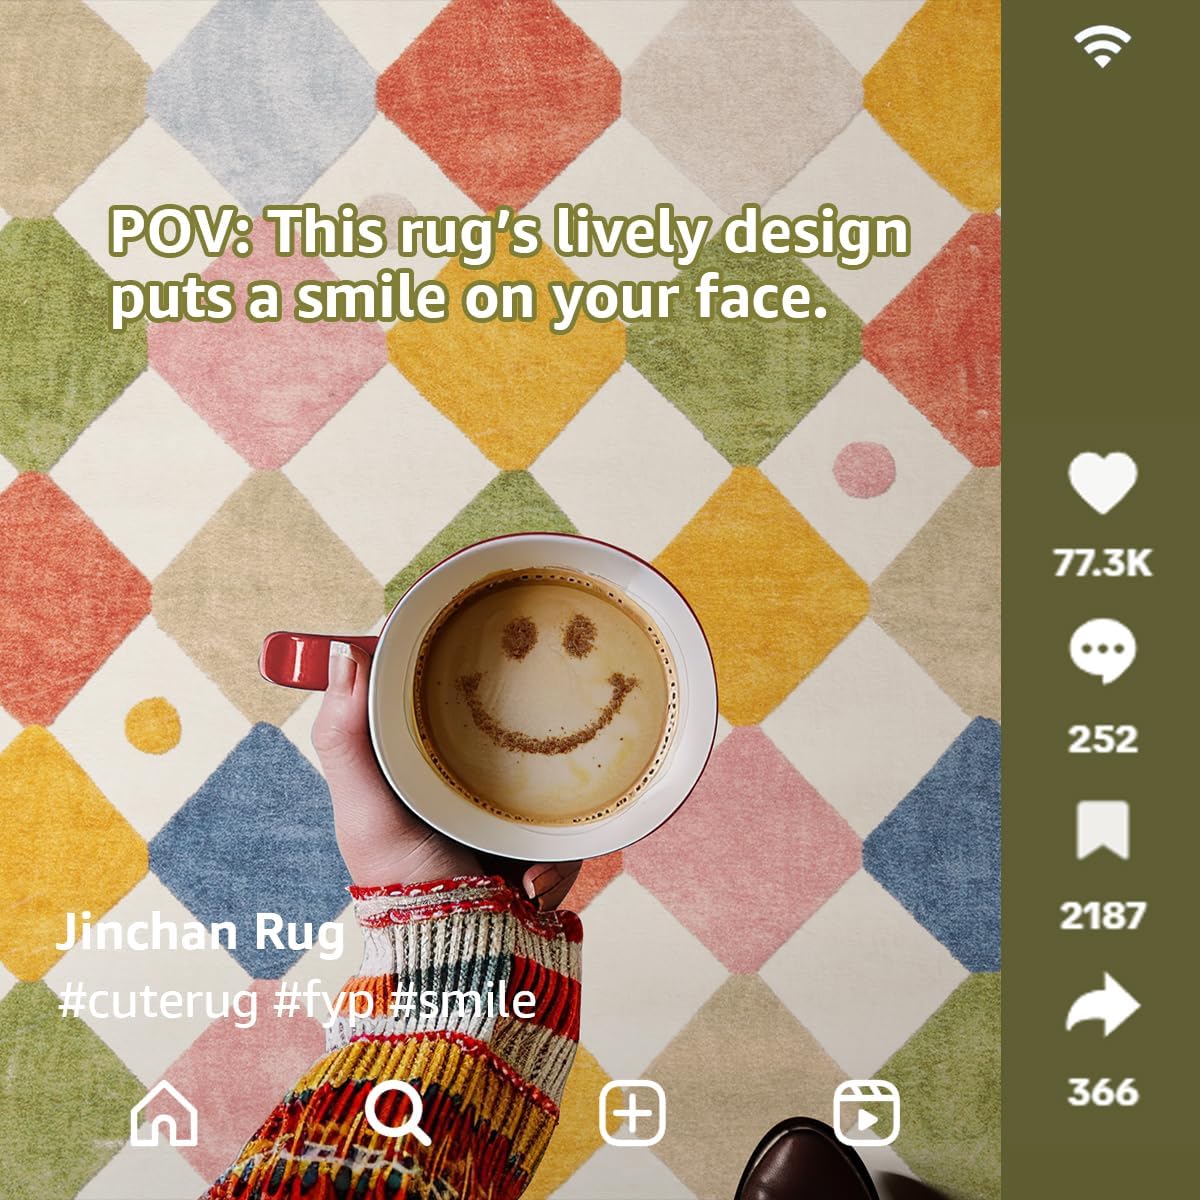 POV: This rug's lively design
puts a smile on your face.
77.3K
252
2187
366
Jinchan Rug
#cuterug #fyp #smile